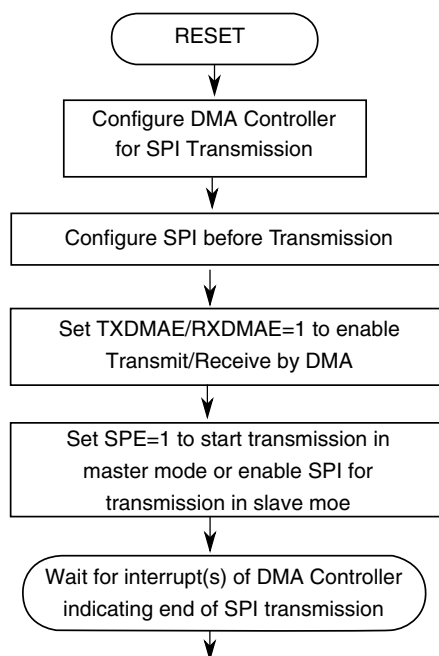 RESET
Configure DMA Controller
for SPI Transmission
Configure SPI before Transmission
Set TXDMAE/RXDMAE=1 to enable
Transmit/Receive by DMA
Set SPE=1 to start transmission in
master mode or enable SPI for
transmission in slave moe
Wait for interrupt(s) of DMA Controller
indicating end of SPI transmission